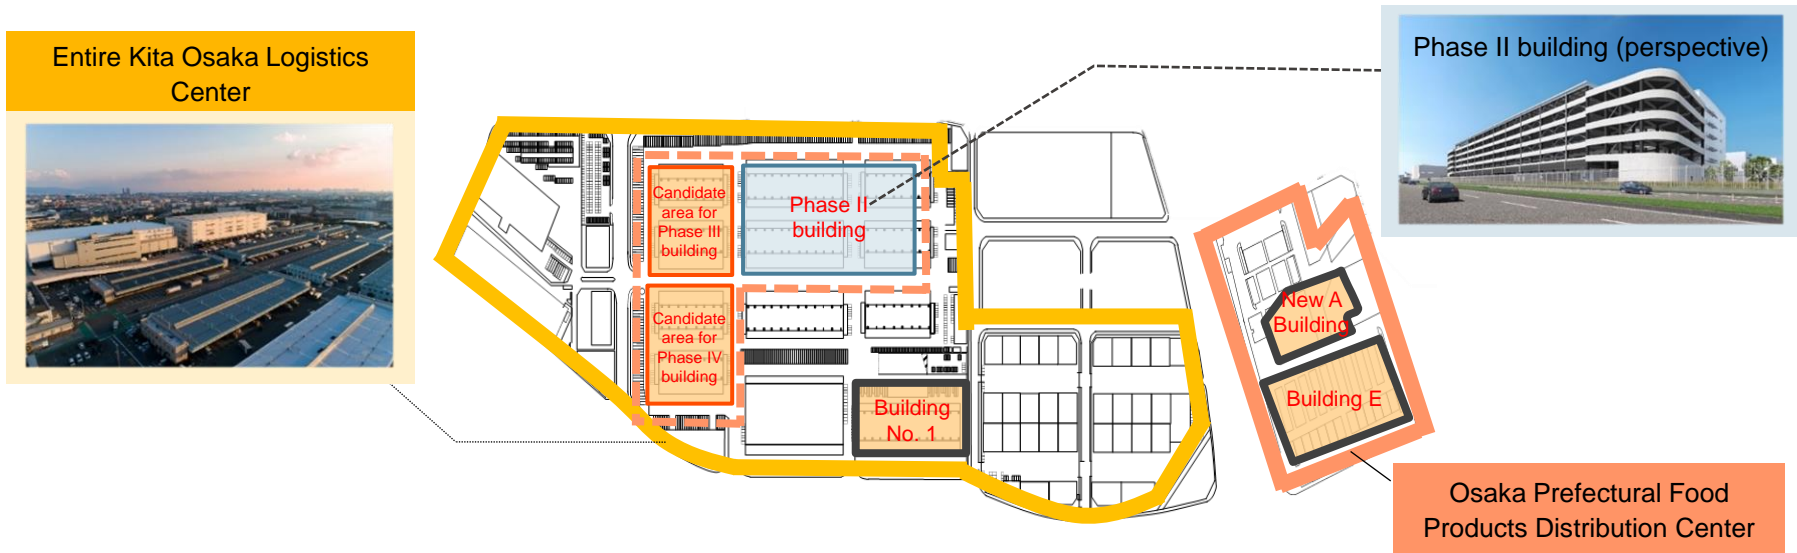 Entire Kita Osaka Logistics
Center
Phase II building (perspective)
Candidate
area for
Phase III
building
Phase II
building
Candidate
area for
Phase IV
building
Building
No. 1
New A
Building
Building E
Osaka Prefectural Food
Products Distribution Center